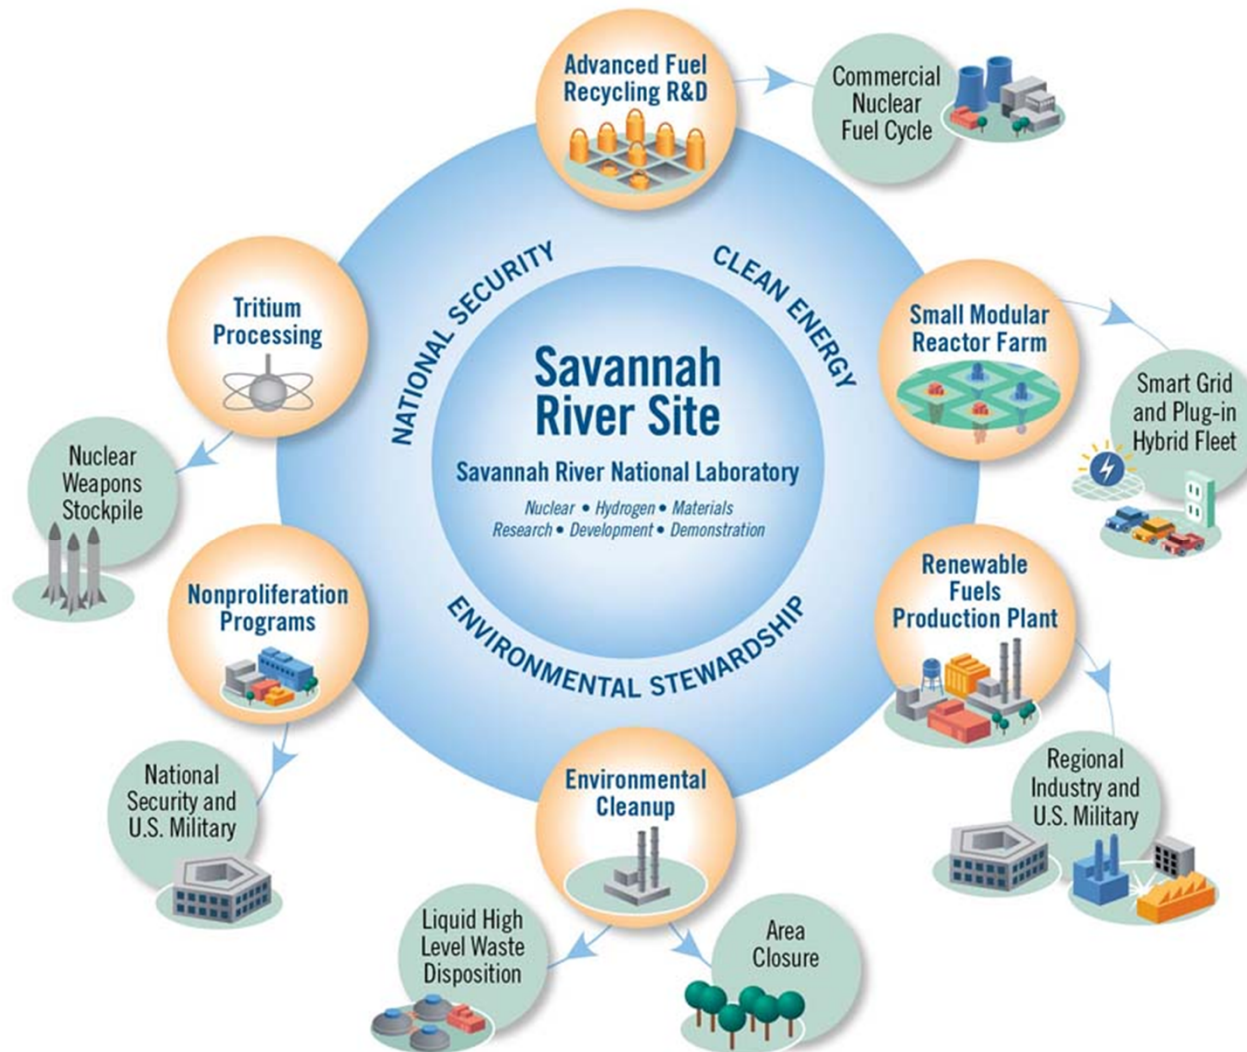 Advanced Fuel
Recycling R&D
Commercial
Nuclear
Fuel Cycle
NATIONAL SECURITY
CLEAN ENERGY
Tritium
Processing
Small Modular
Reactor Farm
Savannah
River Site
Savannah River National Laboratory
Nuclear • Hydrogen • Materials
Research • Development • Demonstration
Smart Grid
and Plug-in
Hybrid Fleet
Nuclear
Weapons
Stockpile
Nonproliferation
Programs
Renewable
Fuels
Production Plant
ENVIRONMENTAL STEWARDSHIP
National
Security and
U.S. Military
Environmental
Cleanup
Regional
Industry and
U.S. Military
Liquid High
Level Waste
Disposition
Area
Closure